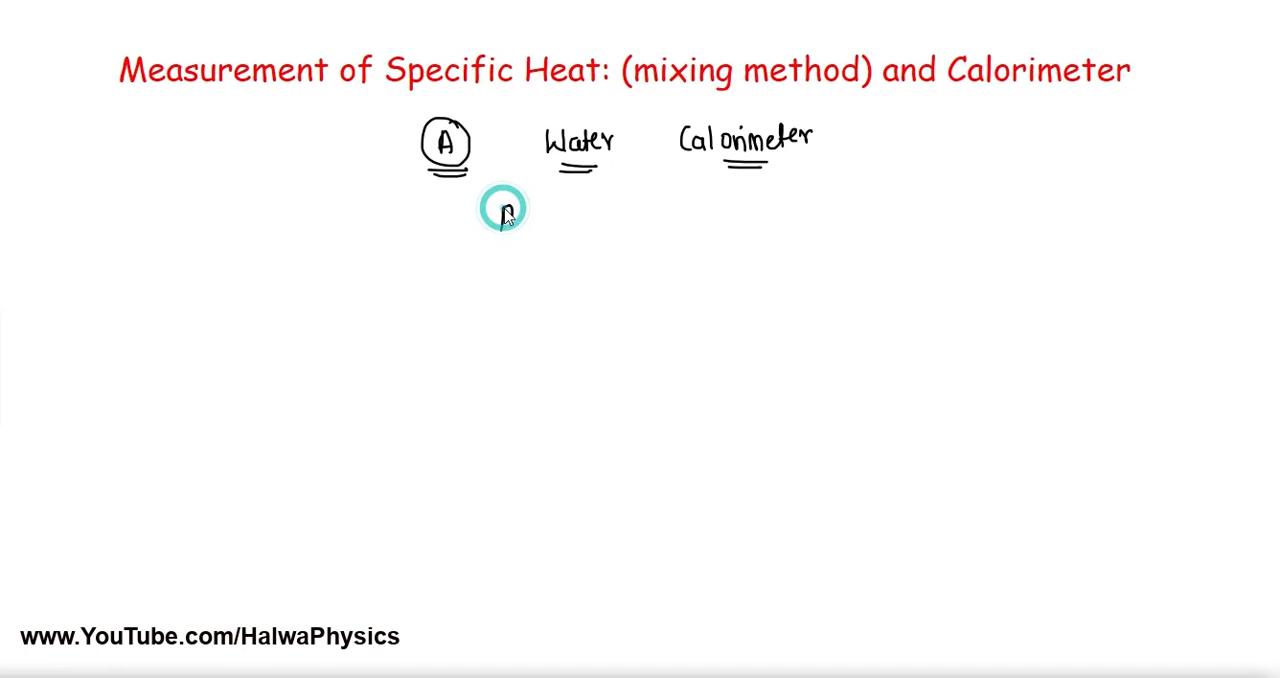 Measurement of Specific Heat: (mixing method) and Calorimeter
A Water Calorimeter
www.YouTube.com/HalwaPhysics